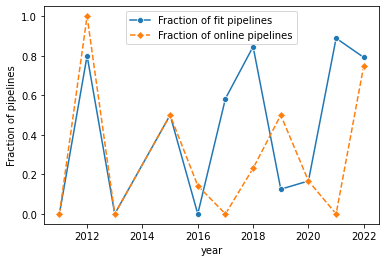 Fraction of fit pipelines
Fraction of online pipelines
Fraction of pipelines
1.0
0.8
0.6
0.4
0.2
0.0
2012 2014 2016 2018 2020 2022
year